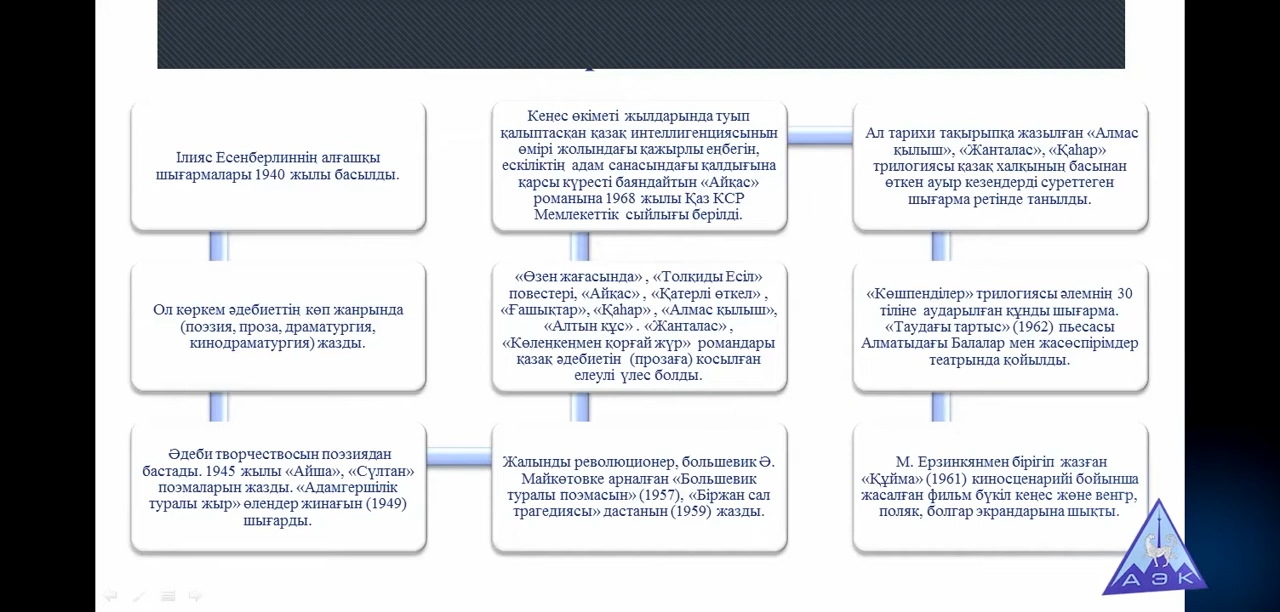 Ілияс Есенберлиннің алғашқы
шығармалары 1940 жылы басылды.
Ол көркем әдебиеттің көп жанрында
(поэзия, проза, драматургия,
кинодраматургия) жазды.
Әдеби творчествосын поэзиядан
бастады. 1945 жылы «Айша», «Сұлтан»
поэмаларын жазды. «Адамгершілік
туралы жыр» өлеңдер жинағын (1949)
шығарды.
Жалынды революционер, большевик Ә.
Майкөтовке арналған «Большевик
туралы поэмасын» (1957), «Біржан сал
трагедиясы» дастанын (1959) жазды.
«Өзен жағасында» , «Толқиды Есіл»
повестері, «Айқас» , «Қатерлі өткел» ,
«Ғашықтар», «Қаһар» , «Алмас қылыш»,
«Алтын құс» . «Жанталас» ,
«Көлеңкеңмен қорғай жүр» романдары
қазақ әдебиетін (прозаға) қосылған
елеулі үлес болды.
Кеңес өкіметі жылдарында туып
қалыптасқан қазақ интеллигенциясының
өмірі жолындағы қажырлы еңбегін,
ескіліктің адам санасындағы қалдығына
қарсы күресті баяндайтын «Айқас»
романына 1968 жылы Қаз КСР
Мемлекеттік сыйлығы берілді.
Ал тарихи тақырыпқа жазылған «Алмас
қылыш», «Жанталас», «Қаһар»
трилогиясы қазақ халқының басынан
өткен ауыр кезеңдерді суреттеген
шығарма ретінде танылды.
«Көшпенділер» трилогиясы әлемнің 30
тіліне аударылған құнды шығарма.
«Таудағы тартыс» (1962) пьесасы
Алматыдағы Балалар мен жасөспірімдер
театрында қойылды.
М. Ерзинкянмен бірігіп жазған
«Құйма» (1961) киносценарийі бойынша
жасалған фильм бүкіл кеңес және венгр,
поляк, болгар экрандарына шықты.
АЭК